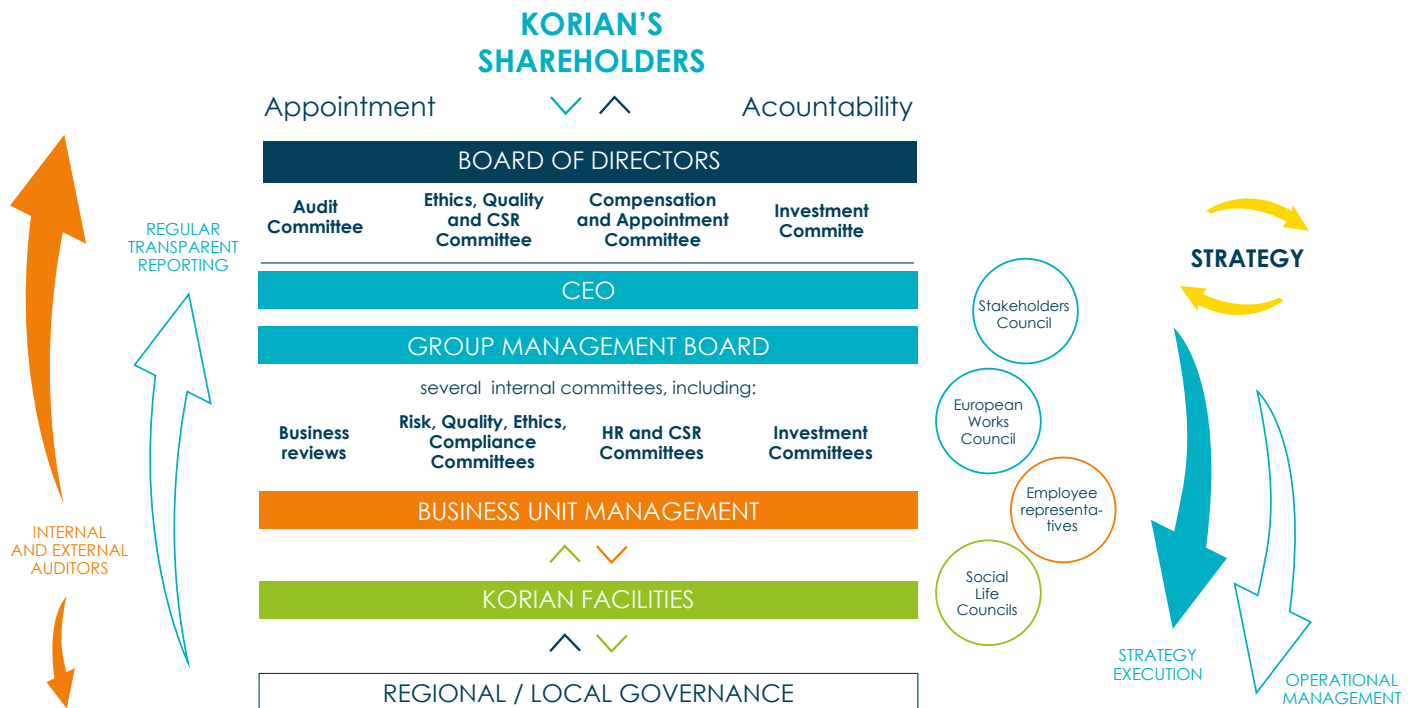 KORIAN'S
SHAREHOLDERS
Appointment
Acountability
BOARD OF DIRECTORS
Audit
Committee
Ethics, Quality
and CSR
Committee
Compensation
and Appointment
Committee
Investment
Committe
REGULAR
TRANSPARENT
REPORTING
STRATEGY
CEO
Stakeholders
Council
GROUP MANAGEMENT BOARD
several internal committees, including:
Business
reviews
Risk, Quality, Ethics,
Compliance
Committees
HR and CSR
Committees
Investment
Committees
European
Works
Council
BUSINESS UNIT MANAGEMENT
Employee
representa-
tives
INTERNAL
AND EXTERNAL
AUDITORS
KORIAN FACILITIES
Social
Life
Councils
STRATEGY
EXECUTION
REGIONAL / LOCAL GOVERNANCE
OPERATIONAL
MANAGEMENT